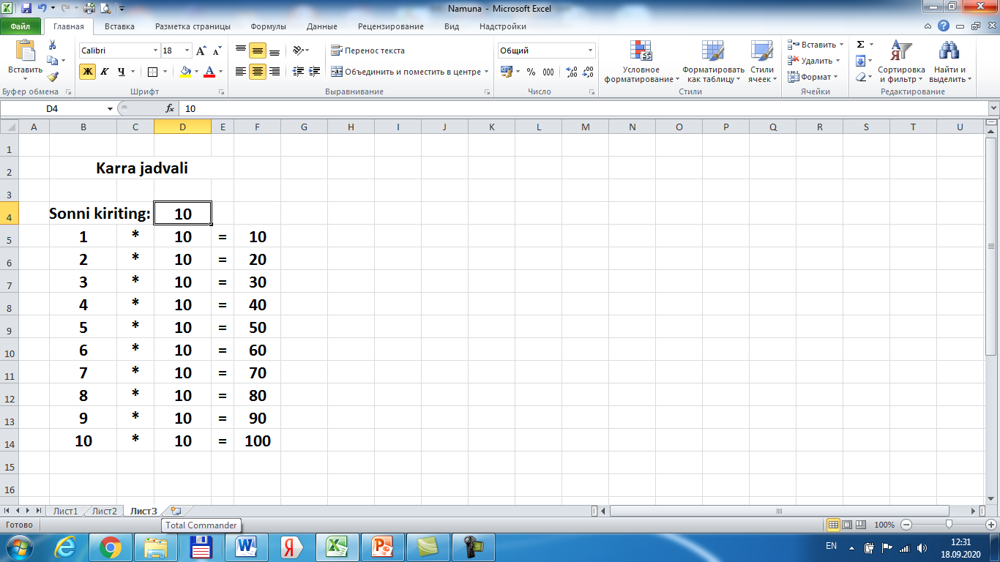 Namuna - Microsoft Excel
Файл Главная Вставка Разметка страницы Формулы Данные Рецензирование Вид Надстройки
Вставить
Буфер обмена
Calibri 18
Ж К Ч А
Шрифт
Перенос текста
Объединить и поместить в центре
Выравнивание
Общий
% 000
Число
Условное форматирование
Форматировать как таблицу
Стили ячеек
Стили
Вставить
Удалить
Формат
Ячейки
Σ
Сортировка и фильтр
Найти и выделить
Редактирование
D4 fx 10
A B C D E F G H I J K L M N O P Q R S T U
1
2 Karra jadvali
3
4 Sonni kiriting: 10
5 1 * 10 = 10
6 2 * 10 = 20
7 3 * 10 = 30
8 4 * 10 = 40
9 5 * 10 = 50
10 6 * 10 = 60
11 7 * 10 = 70
12 8 * 10 = 80
13 9 * 10 = 90
14 10 * 10 = 100
15
16
Лист1 Лист2 Лист3
Готово 100%
Total Commander
EN 12:31
18.09.2020